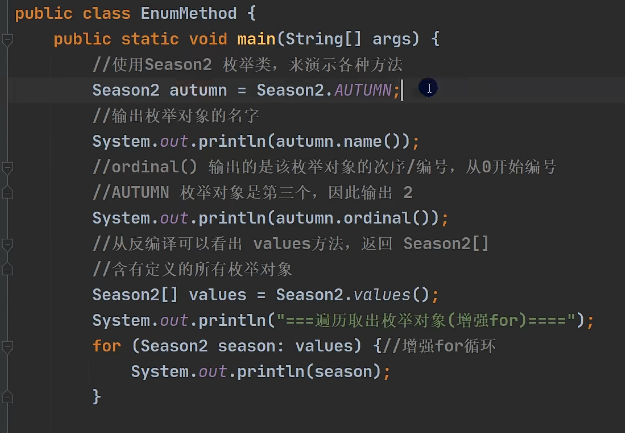 public class EnumMethod {
public static void main(String[] args) {
//使用Season2 枚举类，来演示各种方法
Season2 autumn = Season2.AUTUMN;
//输出枚举对象的名字
System.out.println(autumn.name());
//ordinal() 输出的是该枚举对象的次序/编号，从0开始编号
//AUTUMN 枚举对象是第三个，因此输出 2
System.out.println(autumn.ordinal());
//从反编译可以看出 values方法，返回 Season2[]
//含有定义的所有枚举对象
Season2[] values = Season2.values();
System.out.println("===遍历取出枚举对象(增强for)====");
for (Season2 season: values) {//增强for循环
System.out.println(season);
}